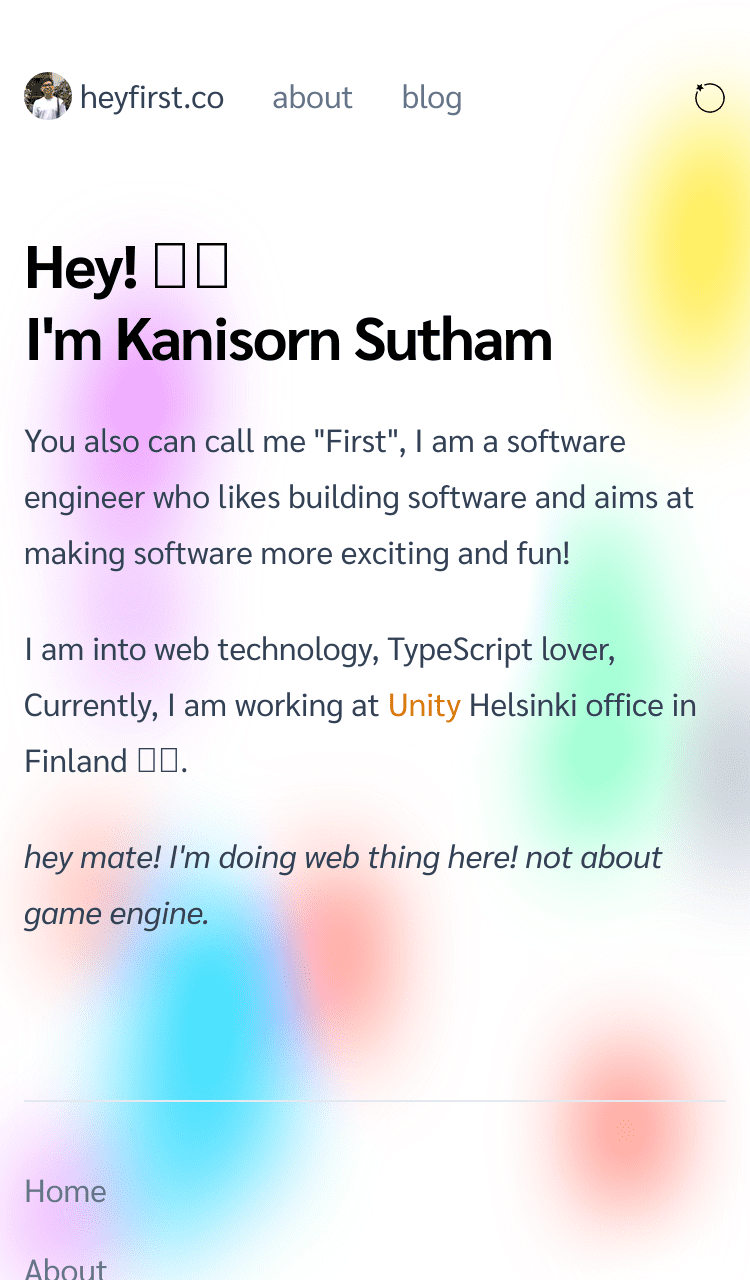 heyfirst.co about blog
Hey! 
I'm Kanisorn Sutham
You also can call me "First", I am a software
engineer who likes building software and aims at
making software more exciting and fun!
I am into web technology, TypeScript lover,
Currently, I am working at Unity Helsinki office in
Finland .
hey mate! I'm doing web thing here! not about
game engine.
Home
About